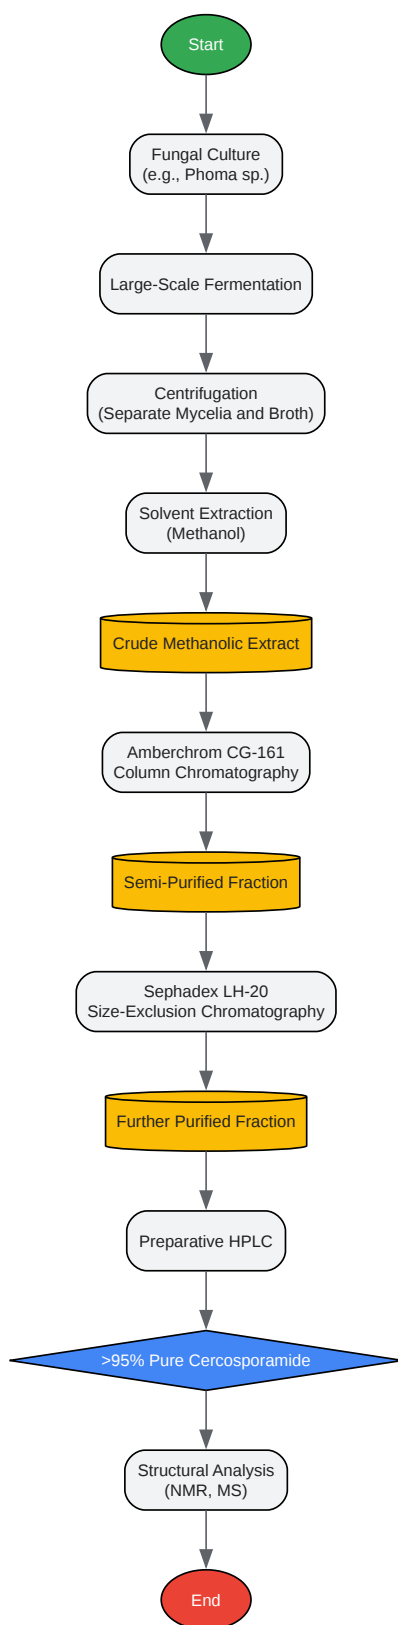 Start
Fungal Culture
(e.g., Phoma sp.)
Large-Scale Fermentation
Centrifugation
(Separate Mycelia and Broth)
Solvent Extraction
(Methanol)
Crude Methanolic Extract
Amberchrom CG-161
Column Chromatography
Semi-Purified Fraction
Sephadex LH-20
Size-Exclusion Chromatography
Further Purified Fraction
Preparative HPLC
>95% Pure Cercosporamide
Structural Analysis
(NMR, MS)
End